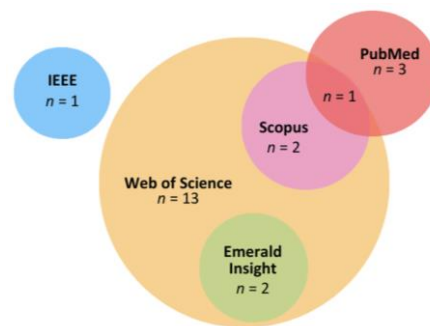 PubMed
n = 3
IEEE
n = 1
n = 1
Scopus
n = 2
Web of Science
n = 13
Emerald
Insight
n = 2